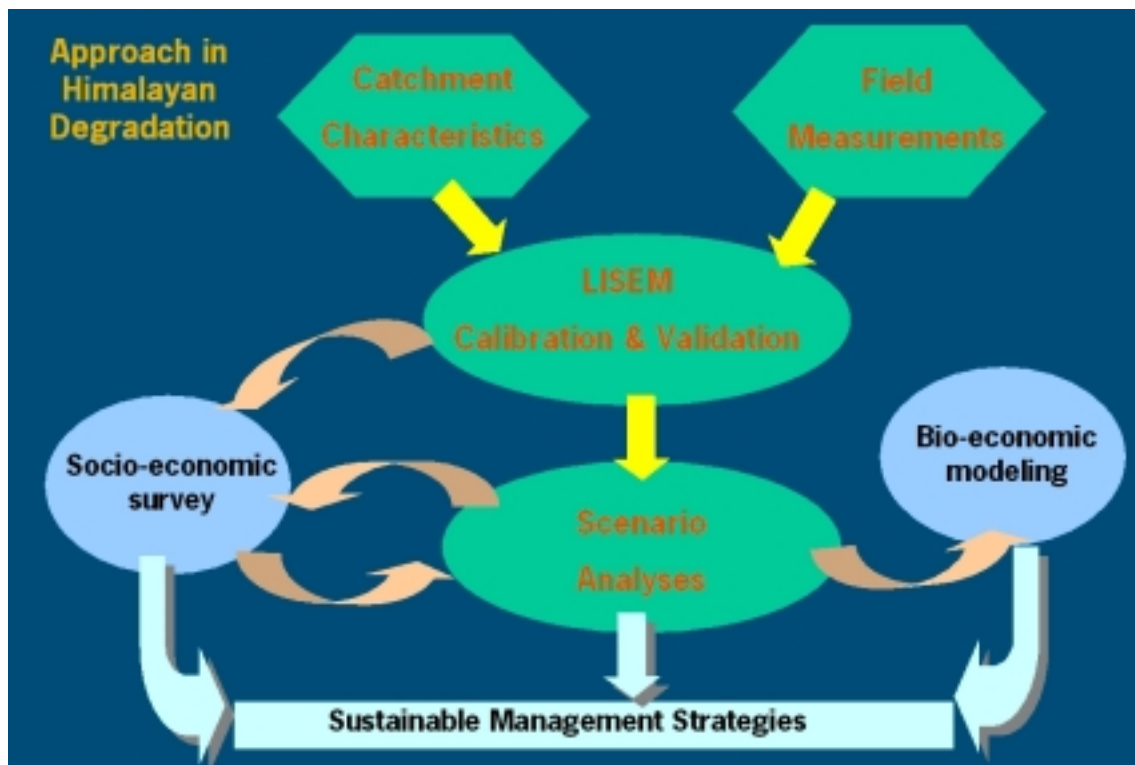 Approach in
Himalayan
Degradation
Catchment
Characteristics
Field
Measurements
LISEM
Calibration & Validation
Socio-economic
survey
Bio-economic
modeling
Scenario
Analyses
Sustainable Management Strategies